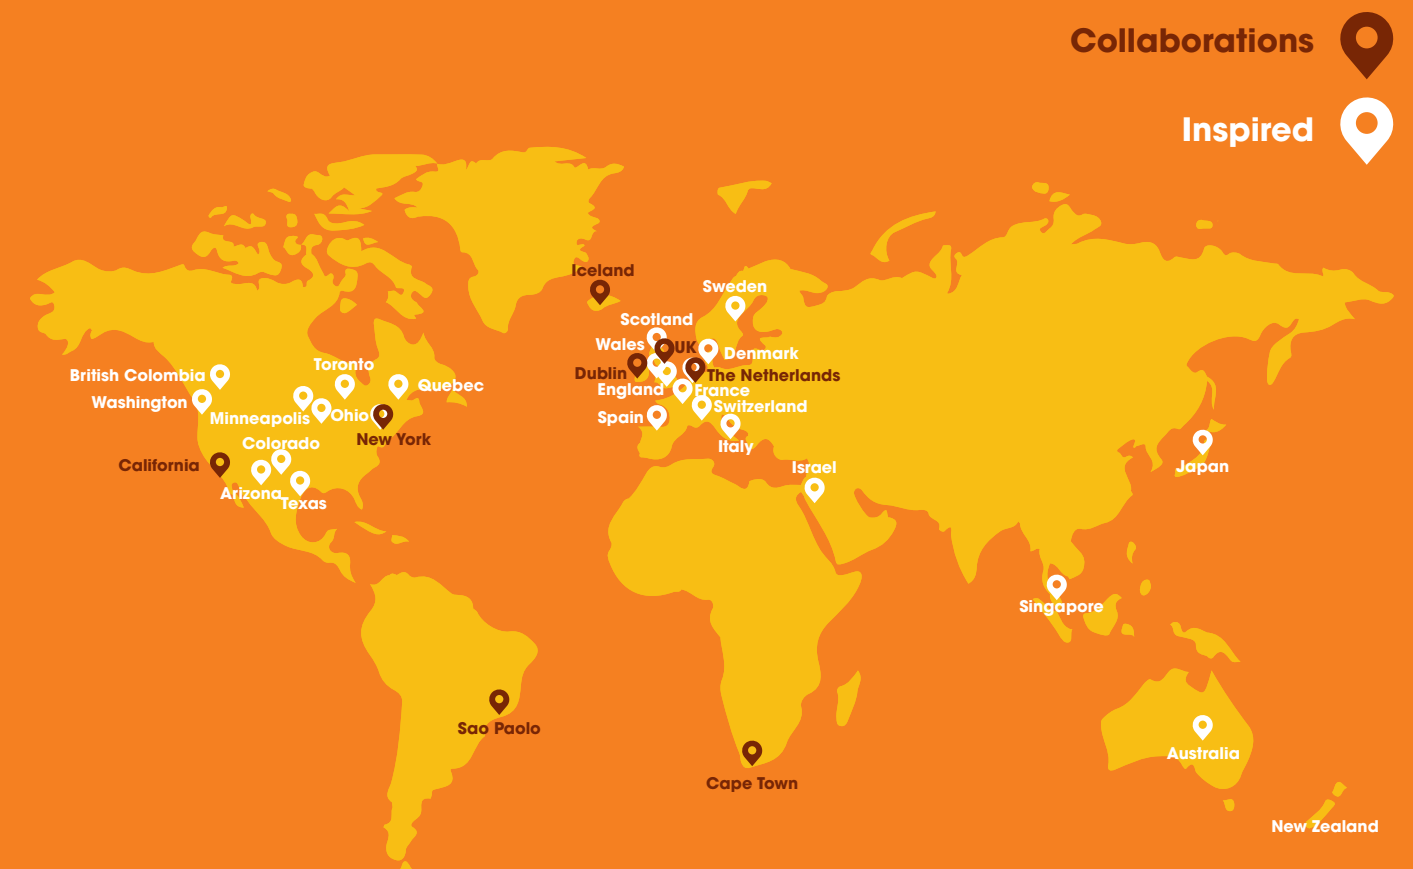 Collaborations
Inspired
Iceland
Sweden
Scotland
Wales
UK
Denmark
Dublin
The Netherlands
England
France
Switzerland
Spain
Italy
Toronto
British Colombia
Quebec
Washington
Minneapolis
Ohio
New York
Colorado
California
Arizona
Texas
Israel
Japan
Singapore
Sao Paolo
Cape Town
Australia
New Zealand